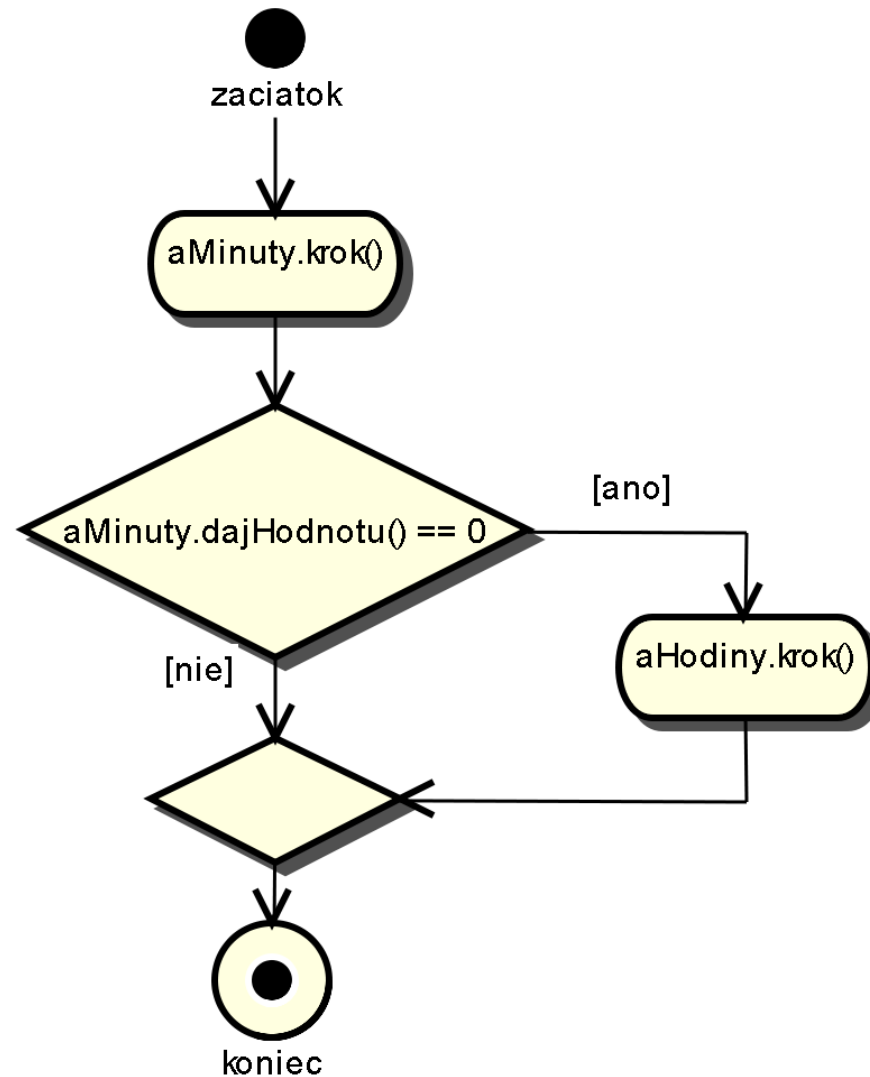 zaciatok
aMinuty.krok()
aMinuty.dajHodnotu() == 0
[ano]
[nie]
aHodiny.krok()
koniec